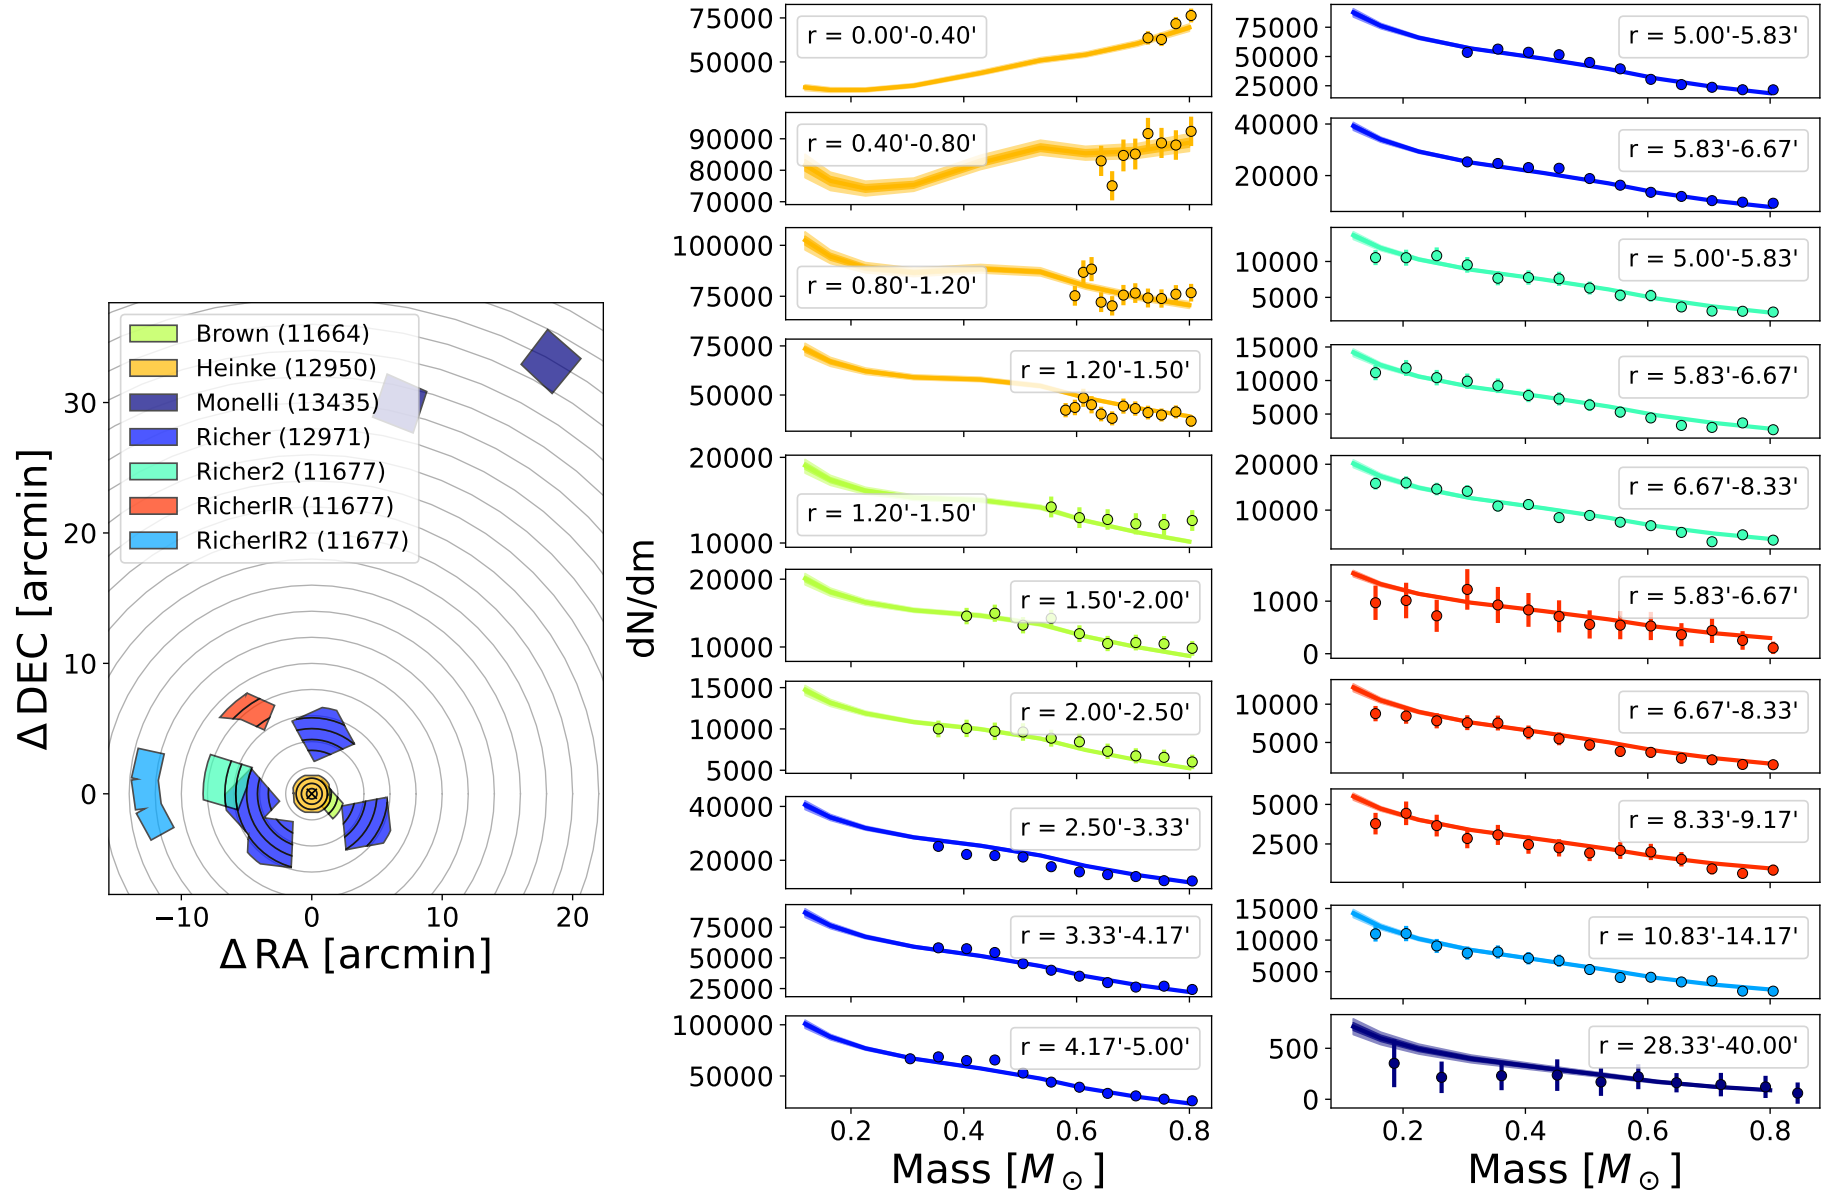 Brown (11664)
Heinke (12950)
Monelli (13435)
Richer (12971)
Richer2 (11677)
RicherIR (11677)
RicherIR2 (11677)
30
20
10
0
−10
0
10
20
Δ DEC [arcmin]
Δ RA [arcmin]
dN/dm
75000
50000
r = 0.00'-0.40'
90000
80000
70000
r = 0.40'-0.80'
100000
75000
r = 0.80'-1.20'
75000
50000
r = 1.20'-1.50'
20000
10000
r = 1.20'-1.50'
20000
10000
r = 1.50'-2.00'
15000
10000
5000
r = 2.00'-2.50'
40000
20000
r = 2.50'-3.33'
75000
50000
25000
r = 3.33'-4.17'
100000
50000
r = 4.17'-5.00'
0.2
0.4
0.6
0.8
Mass [M⊙]
75000
50000
25000
r = 5.00'-5.83'
40000
20000
r = 5.83'-6.67'
10000
5000
r = 5.00'-5.83'
15000
10000
5000
r = 5.83'-6.67'
20000
10000
r = 6.67'-8.33'
1000
0
r = 5.83'-6.67'
10000
5000
r = 6.67'-8.33'
5000
2500
r = 8.33'-9.17'
15000
10000
5000
r = 10.83'-14.17'
500
0
r = 28.33'-40.00'
0.2
0.4
0.6
0.8
Mass [M⊙]